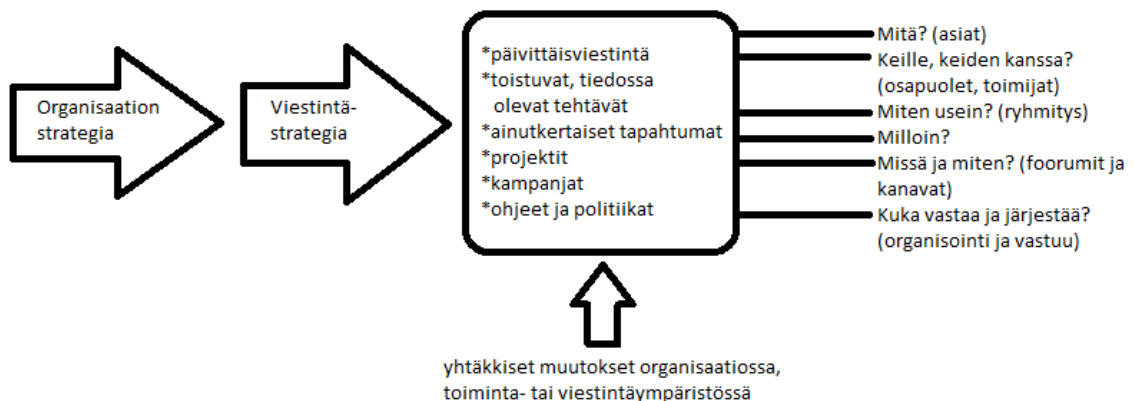 Organisaation
strategia
Viestintä-
strategia
*päivittäisviestintä
*toistuvat, tiedossa
olevat tehtävät
*ainutkertaiset tapahtumat
*projektit
*kampanjat
*ohjeet ja politiikat
Mitä? (asiat)
Keille, keiden kanssa?
(osapuolet, toimijat)
Miten usein? (ryhmitys)
Milloin?
Missä ja miten? (foorumit ja
kanavat)
Kuka vastaa ja järjestää?
(organisointi ja vastuu)
yhtäkkiset muutokset organisaatiossa,
toiminta- tai viestintäympäristössä